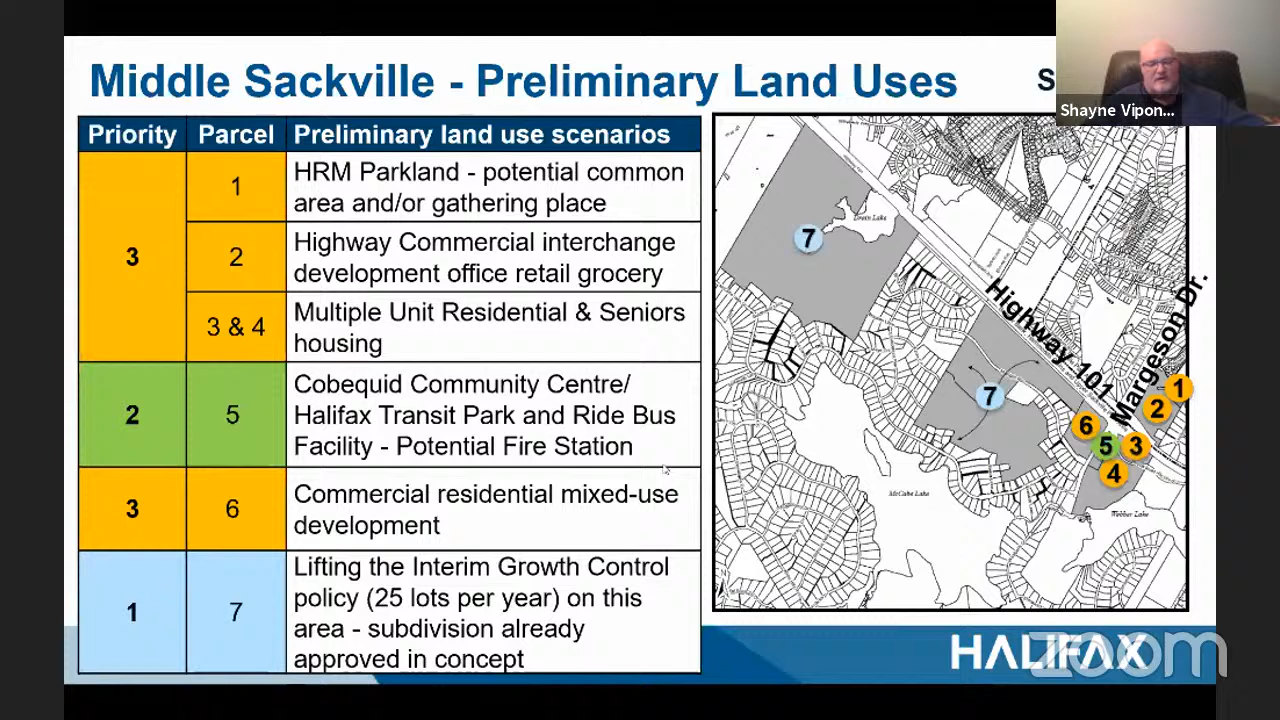 Middle Sackville - Preliminary Land Uses
S
Shayne Vipon...
Priority Parcel Preliminary land use scenarios
3
1
HRM Parkland - potential common
area and/or gathering place
2
Highway Commercial interchange
development office retail grocery
3 & 4
Multiple Unit Residential & Seniors
housing
2
5
Cobequid Community Centre/
Halifax Transit Park and Ride Bus
Facility - Potential Fire Station
3
6
Commercial residential mixed-use
development
1
7
Lifting the Interim Growth Control
policy (25 lots per year) on this
area - subdivision already
approved in concept
7
Highway 101
Margeson Dr.
7
1
2
6
5
3
4
McCabe Lake
Webber Lake
HALIFAX
zoom